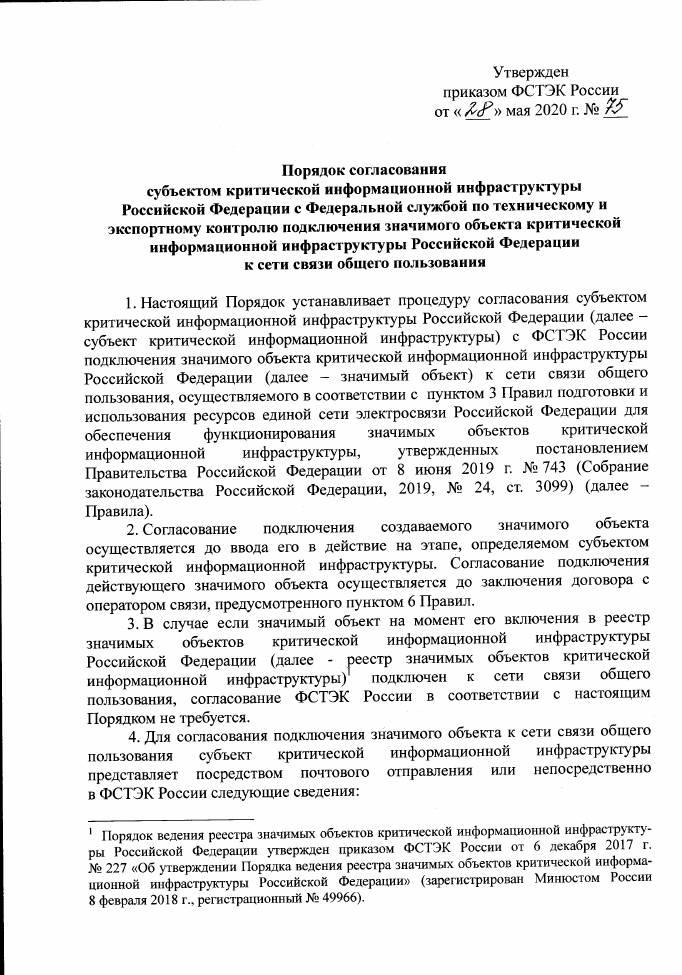 Утвержден
приказом ФСТЭК России
от « 28 » мая 2020 г. № 75
Порядок согласования
субъектом критической информационной инфраструктуры
Российской Федерации с Федеральной службой по техническому и
экспортному контролю подключения значимого объекта критической
информационной инфраструктуры Российской Федерации
к сети связи общего пользования
1. Настоящий Порядок устанавливает процедуру согласования субъектом
критической информационной инфраструктуры Российской Федерации (далее –
субъект критической информационной инфраструктуры) с ФСТЭК России
подключения значимого объекта критической информационной инфраструктуры
Российской Федерации (далее – значимый объект) к сети связи общего
пользования, осуществляемого в соответствии с пунктом 3 Правил подготовки и
использования ресурсов единой сети электросвязи Российской Федерации для
обеспечения функционирования значимых объектов критической
информационной инфраструктуры, утвержденных постановлением
Правительства Российской Федерации от 8 июня 2019 г. № 743 (Собрание
законодательства Российской Федерации, 2019, № 24, ст. 3099) (далее –
Правила).
2. Согласование подключения создаваемого значимого объекта
осуществляется до ввода его в действие на этапе, определяемом субъектом
критической информационной инфраструктуры. Согласование подключения
действующего значимого объекта осуществляется до заключения договора с
оператором связи, предусмотренного пунктом 6 Правил.
3. В случае если значимый объект на момент его включения в реестр
значимых объектов критической информационной инфраструктуры
Российской Федерации (далее - реестр значимых объектов критической
информационной инфраструктуры)¹ подключен к сети связи общего
пользования, согласование ФСТЭК России в соответствии с настоящим
Порядком не требуется.
4. Для согласования подключения значимого объекта к сети связи общего
пользования субъект критической информационной инфраструктуры
представляет посредством почтового отправления или непосредственно
в ФСТЭК России следующие сведения:
¹ Порядок ведения реестра значимых объектов критической информационной инфраструкту-
ры Российской Федерации утвержден приказом ФСТЭК России от 6 декабря 2017 г.
№ 227 «Об утверждении Порядка ведения реестра значимых объектов критической информа-
ционной инфраструктуры Российской Федерации» (зарегистрирован Минюстом России
8 февраля 2018 г., регистрационный № 49966).